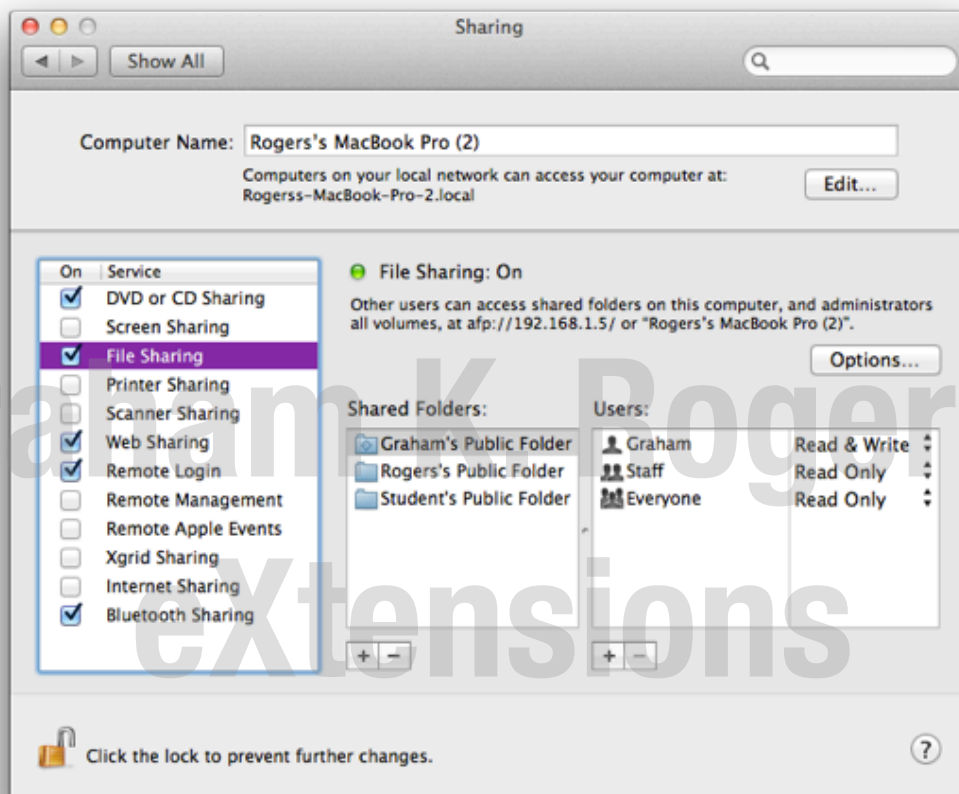 Sharing
Show All
Computer Name: Rogers's MacBook Pro (2)
Computers on your local network can access your computer at:
Rogerss-MacBook-Pro-2.local
Edit...
On Service
DVD or CD Sharing
Screen Sharing
File Sharing
Printer Sharing
Scanner Sharing
Web Sharing
Remote Login
Remote Management
Remote Apple Events
Xgrid Sharing
Internet Sharing
Bluetooth Sharing
File Sharing: On
Other users can access shared folders on this computer, and administrators
all volumes, at afp://192.168.1.5/ or "Rogers's MacBook Pro (2)".
Options...
Shared Folders:
Graham's Public Folder
Rogers's Public Folder
Student's Public Folder
Users:
Graham Read & Write
Staff Read Only
Everyone Read Only
+ −
+ −
Click the lock to prevent further changes.
?
aham K. Roger
eXtensions